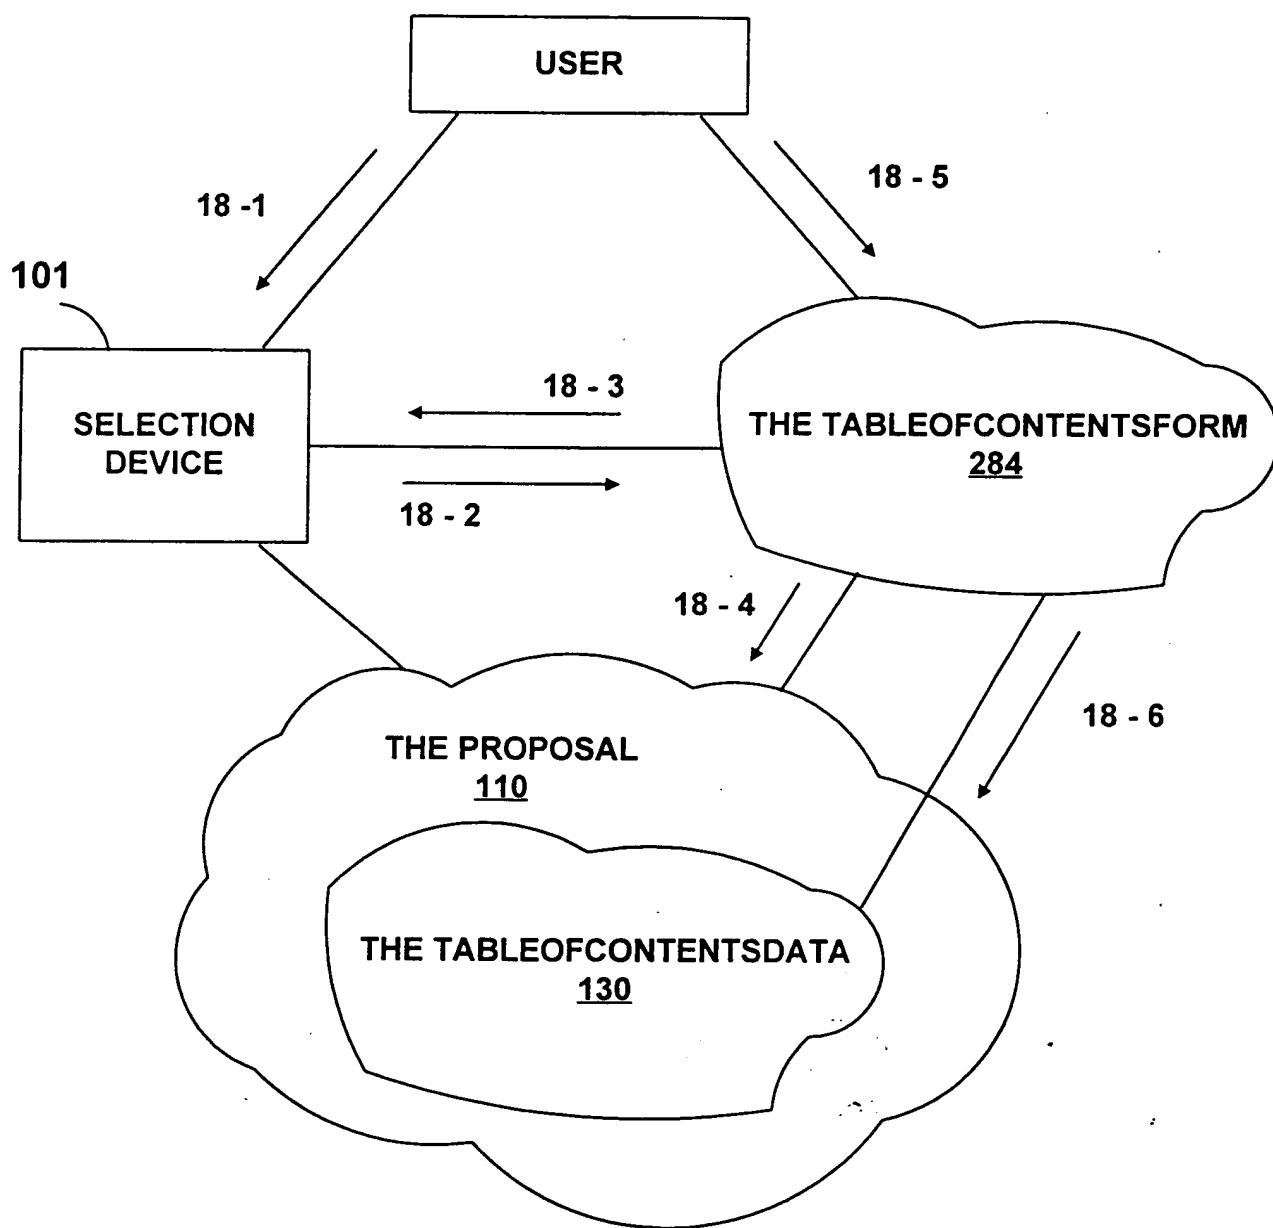 USER
18 -1
18 - 5
101
SELECTION
DEVICE
18 - 3
18 - 2
THE TABLEOFCONTENTSFORM
284
18 - 4
18 - 6
THE PROPOSAL
110
THE TABLEOFCONTENTSDATA
130